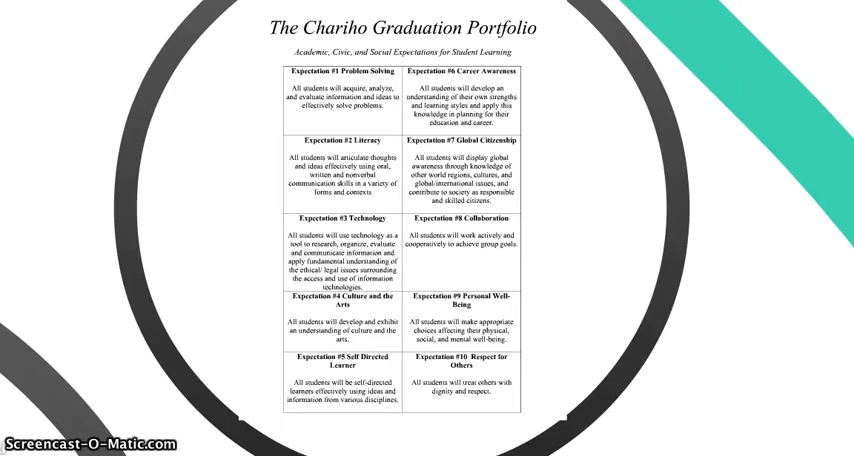 The Chariho Graduation Portfolio
Academic, Civic, and Social Expectations for Student Learning
Expectation #1 Problem Solving
All students will acquire, analyze,
and evaluate information and ideas to
effectively solve problems.
Expectation #6 Career Awareness
All students will develop an
understanding of their own strengths
and learning styles and apply this
knowledge in planning for their
education and career.
Expectation #2 Literacy
All students will articulate thoughts
and ideas effectively using oral,
written and nonverbal
communication skills in a variety of
forms and contexts
Expectation #7 Global Citizenship
All students will display global
awareness through knowledge of
other world regions, cultures, and
global/international issues, and
contribute to society as responsible
and skilled citizens.
Expectation #3 Technology
All students will use technology as a
tool to research, organize, evaluate
and communicate information and
apply fundamental understanding of
the ethical/ legal issues surrounding
the access and use of information
technologies.
Expectation #8 Collaboration
All students will work actively and
cooperatively to achieve group goals.
Expectation #4 Culture and the
Arts
All students will develop and exhibit
an understanding of culture and the
arts.
Expectation #9 Personal Well-
Being
All students will make appropriate
choices affecting their physical,
social, and mental well-being.
Expectation #5 Self Directed
Learner
All students will be self-directed
learners effectively using ideas and
information from various disciplines.
Expectation #10 Respect for
Others
All students will treat others with
dignity and respect.
Screencast-O-Matic.com